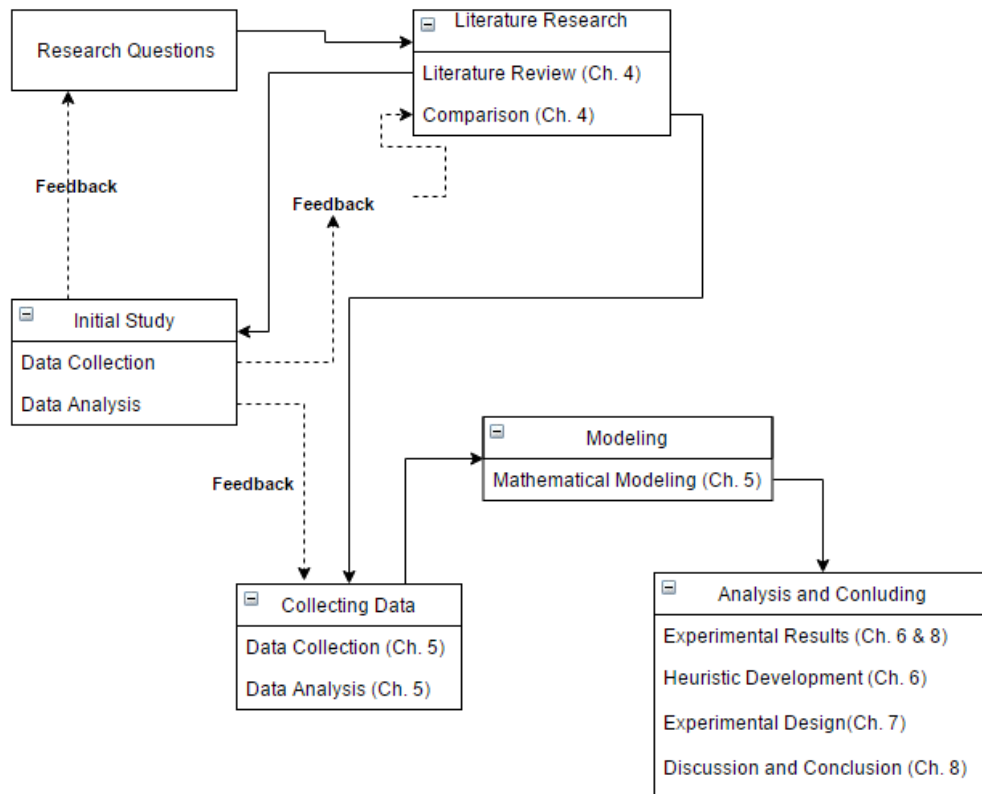 Research Questions
Literature Research
Literature Review (Ch. 4)
Comparison (Ch. 4)
Feedback
Feedback
Initial Study
Data Collection
Data Analysis
Feedback
Modeling
Mathematical Modeling (Ch. 5)
Collecting Data
Data Collection (Ch. 5)
Data Analysis (Ch. 5)
Analysis and Conluding
Experimental Results (Ch. 6 & 8)
Heuristic Development (Ch. 6)
Experimental Design(Ch. 7)
Discussion and Conclusion (Ch. 8)